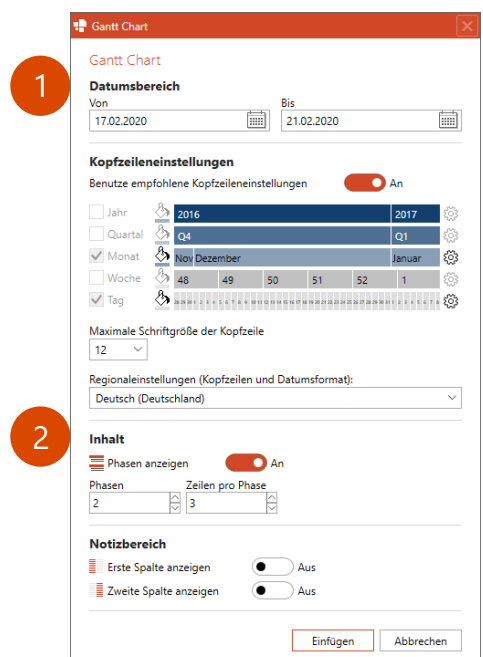 Gantt Chart
Gantt Chart
1
Datumsbereich
Von Bis
17.02.2020 21.02.2020
Kopfzeileneinstellungen
Benutze empfohlene Kopfzeileneinstellungen An
Jahr 2016 2017
Quartal Q4 Q1
Monat Nov Dezember Januar
Woche 48 49 50 51 52 1
Tag
Maximale Schriftgröße der Kopfzeile
12
Regionaleinstellungen (Kopfzeilen und Datumsformat):
Deutsch (Deutschland)
2
Inhalt
Phasen anzeigen An
Phasen Zeilen pro Phase
2 3
Notizbereich
Erste Spalte anzeigen Aus
Zweite Spalte anzeigen Aus
Einfügen Abbrechen